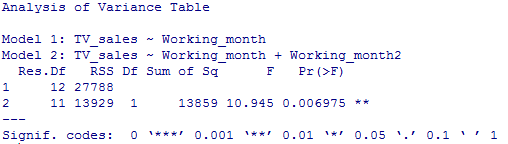 Analysis of Variance Table
Model 1: TV_sales ~ Working_month
Model 2: TV_sales ~ Working_month + Working_month2
Res.Df RSS Df Sum of Sq F Pr(>F)
1 12 27788
2 11 13929 1 13859 10.945 0.006975 **
---
Signif. codes: 0 ‘***’ 0.001 ‘**’ 0.01 ‘*’ 0.05 ‘.’ 0.1 ‘ ’ 1